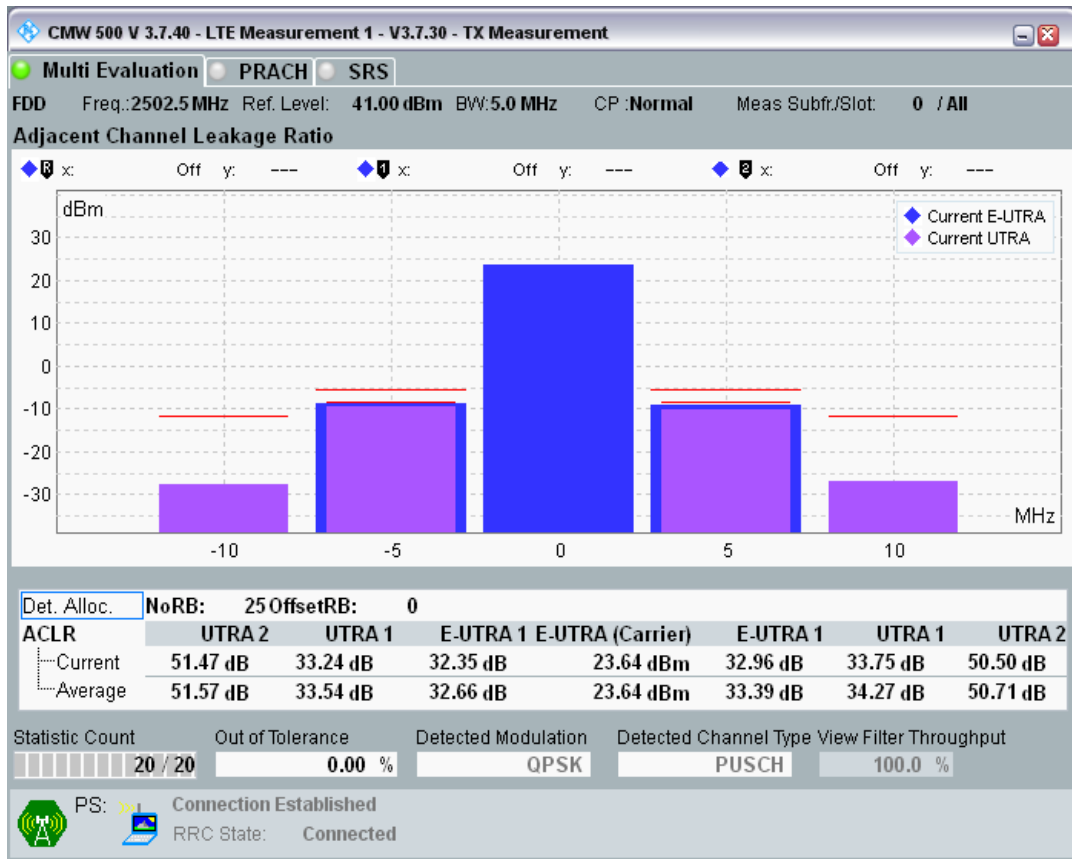 CMW 500 V 3.7.40 - LTE Measurement 1 - V3.7.30 - TX Measurement
Multi Evaluation PRACH SRS
FDD Freq.:2502.5 MHz Ref. Level: 41.00 dBm BW:5.0 MHz CP :Normal Meas Subfr./Slot: 0 / All
Adjacent Channel Leakage Ratio
R x: Off y: --- 1 x: Off y: --- 2 x: Off y: ---
dBm
Current E-UTRA
Current UTRA
30
20
10
0
-10
-20
-30
MHz
-10 -5 0 5 10
Det. Alloc. NoRB: 25 OffsetRB: 0
ACLR UTRA 2 UTRA 1 E-UTRA 1 E-UTRA (Carrier) E-UTRA 1 UTRA 1 UTRA 2
Current 51.47 dB 33.24 dB 32.35 dB 23.64 dBm 32.96 dB 33.75 dB 50.50 dB
Average 51.57 dB 33.54 dB 32.66 dB 23.64 dBm 33.39 dB 34.27 dB 50.71 dB
Statistic Count Out of Tolerance Detected Modulation Detected Channel Type View Filter Throughput
20 / 20 0.00 % QPSK PUSCH 100.0 %
PS: Connection Established
RRC State: Connected